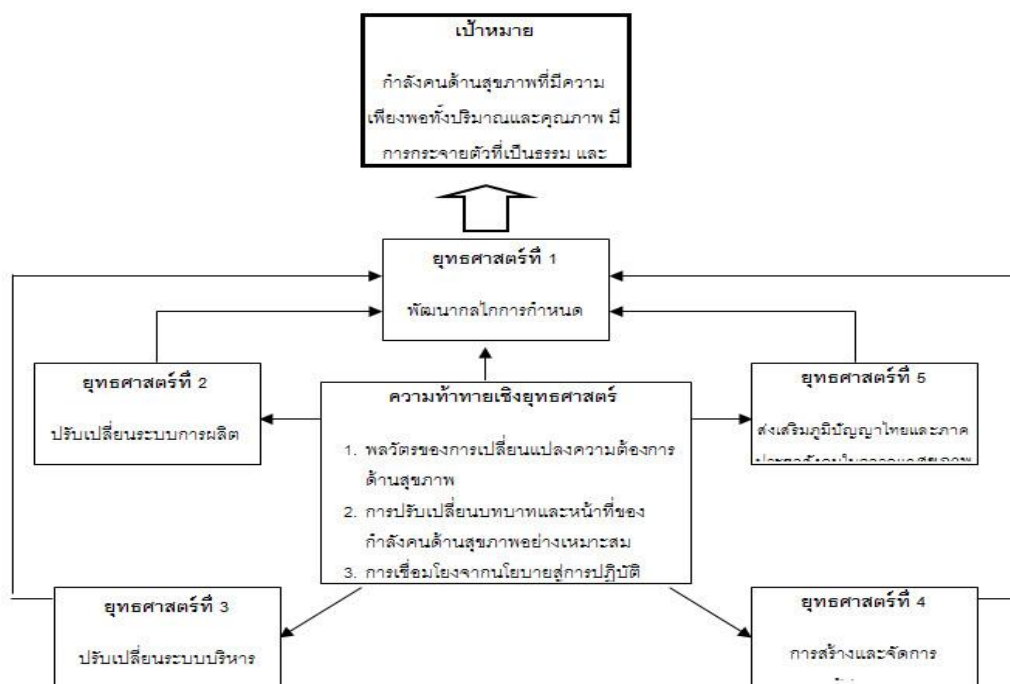 เป้าหมาย
กำลังคนด้านสุขภาพที่มีความ
เพียงพอทั้งปริมาณและคุณภาพ มี
การกระจายตัวที่เป็นธรรม และ
ยุทธศาสตร์ที่ 1
พัฒนากลไกการกำหนด
ยุทธศาสตร์ที่ 2
ปรับเปลี่ยนระบบการผลิต
ความท้าทายเชิงยุทธศาสตร์
1. พลวัตรของการเปลี่ยนแปลงความต้องการ
ด้านสุขภาพ
2. การปรับเปลี่ยนบทบาทและหน้าที่ของ
กำลังคนด้านสุขภาพอย่างเหมาะสม
3. การเชื่อมโยงจากนโยบายสู่การปฏิบัติ
ยุทธศาสตร์ที่ 5
ส่งเสริมภูมิปัญญาไทยและภาค
ยุทธศาสตร์ที่ 3
ปรับเปลี่ยนระบบบริหาร
ยุทธศาสตร์ที่ 4
การสร้างและจัดการ